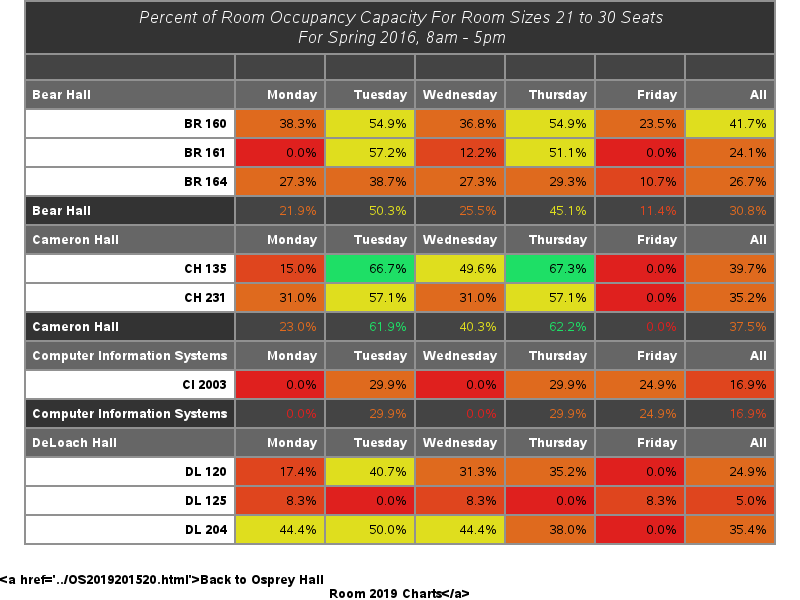 Percent of Room Occupancy Capacity For Room Sizes 21 to 30 Seats
For Spring 2016, 8am - 5pm
Bear Hall Monday Tuesday Wednesday Thursday Friday All
BR 160 38.3% 54.9% 36.8% 54.9% 23.5% 41.7%
BR 161 0.0% 57.2% 12.2% 51.1% 0.0% 24.1%
BR 164 27.3% 38.7% 27.3% 29.3% 10.7% 26.7%
Bear Hall 21.9% 50.3% 25.5% 45.1% 11.4% 30.8%
Cameron Hall Monday Tuesday Wednesday Thursday Friday All
CH 135 15.0% 66.7% 49.6% 67.3% 0.0% 39.7%
CH 231 31.0% 57.1% 31.0% 57.1% 0.0% 35.2%
Cameron Hall 23.0% 61.9% 40.3% 62.2% 0.0% 37.5%
Computer Information Systems Monday Tuesday Wednesday Thursday Friday All
CI 2003 0.0% 29.9% 0.0% 29.9% 24.9% 16.9%
Computer Information Systems 0.0% 29.9% 0.0% 29.9% 24.9% 16.9%
DeLoach Hall Monday Tuesday Wednesday Thursday Friday All
DL 120 17.4% 40.7% 31.3% 35.2% 0.0% 24.9%
DL 125 8.3% 0.0% 8.3% 0.0% 8.3% 5.0%
DL 204 44.4% 50.0% 44.4% 38.0% 0.0% 35.4%
<a href='../OS2019201520.html'>Back to Osprey Hall
Room 2019 Charts</a>